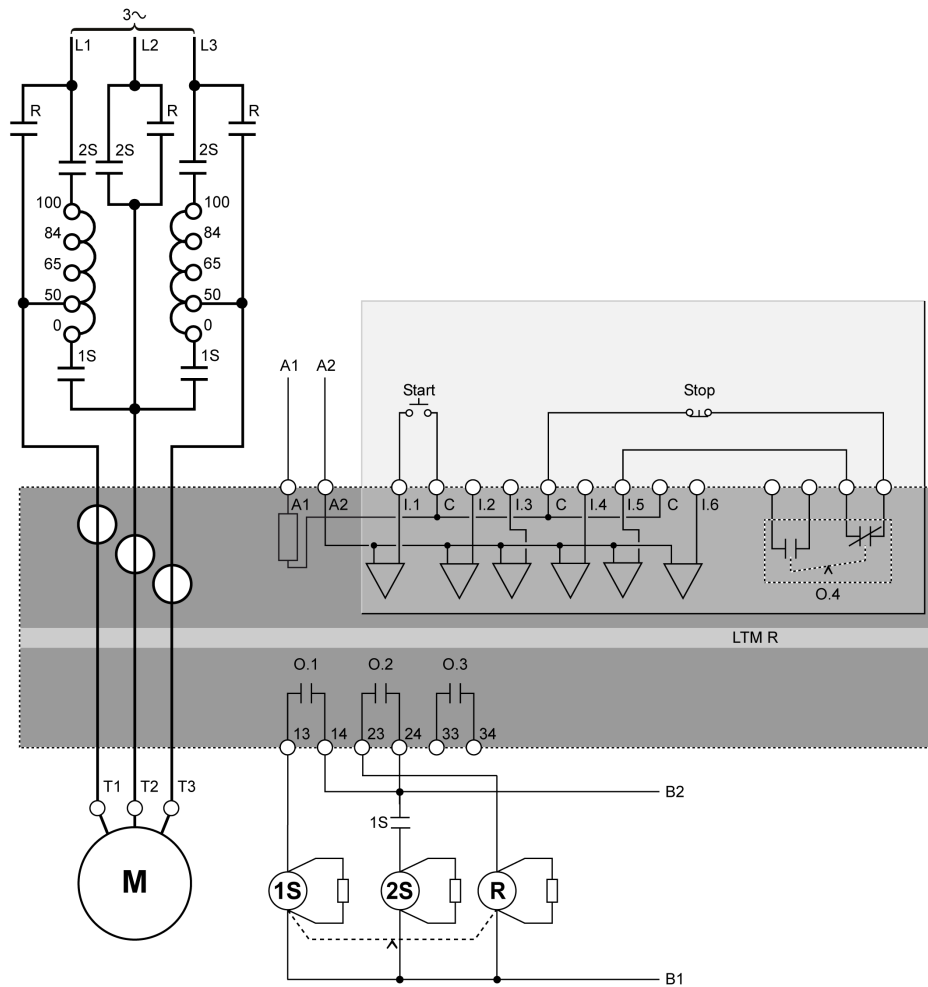 3∿
L1 L2 L3
R R R
2S 2S 2S
100 100
84 84
65 65
50 50
0 0
1S 1S
A1 A2
Start Stop
A1 A2 I.1 C I.2 I.3 C I.4 I.5 C I.6
O.4
LTM R
O.1 O.2 O.3
13 14 23 24 33 34
T1 T2 T3
B2
1S
M 1S 2S R
B1